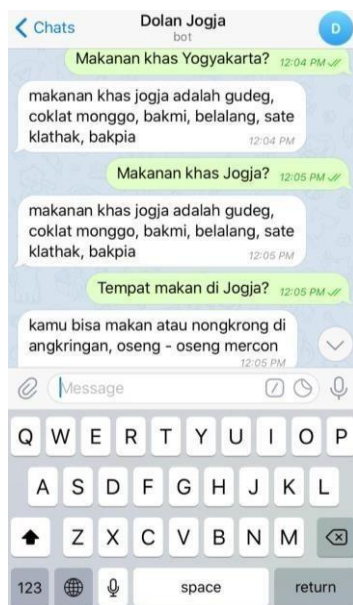 Chats
Dolan Jogja
bot
D
Makanan khas Yogyakarta? 12:04 PM
makanan khas jogja adalah gudeg,
coklat monggo, bakmi, belalang, sate
klathak, bakpia
12:04 PM
Makanan khas Jogja? 12:05 PM
makanan khas jogja adalah gudeg,
coklat monggo, bakmi, belalang, sate
klathak, bakpia
12:05 PM
Tempat makan di Jogja? 12:05 PM
kamu bisa makan atau nongkrong di
angkringan, oseng - oseng mercon
12:05 PM
Message
Q W E R T Y U I O P
A S D F G H J K L
Z X C V B N M
123 space return